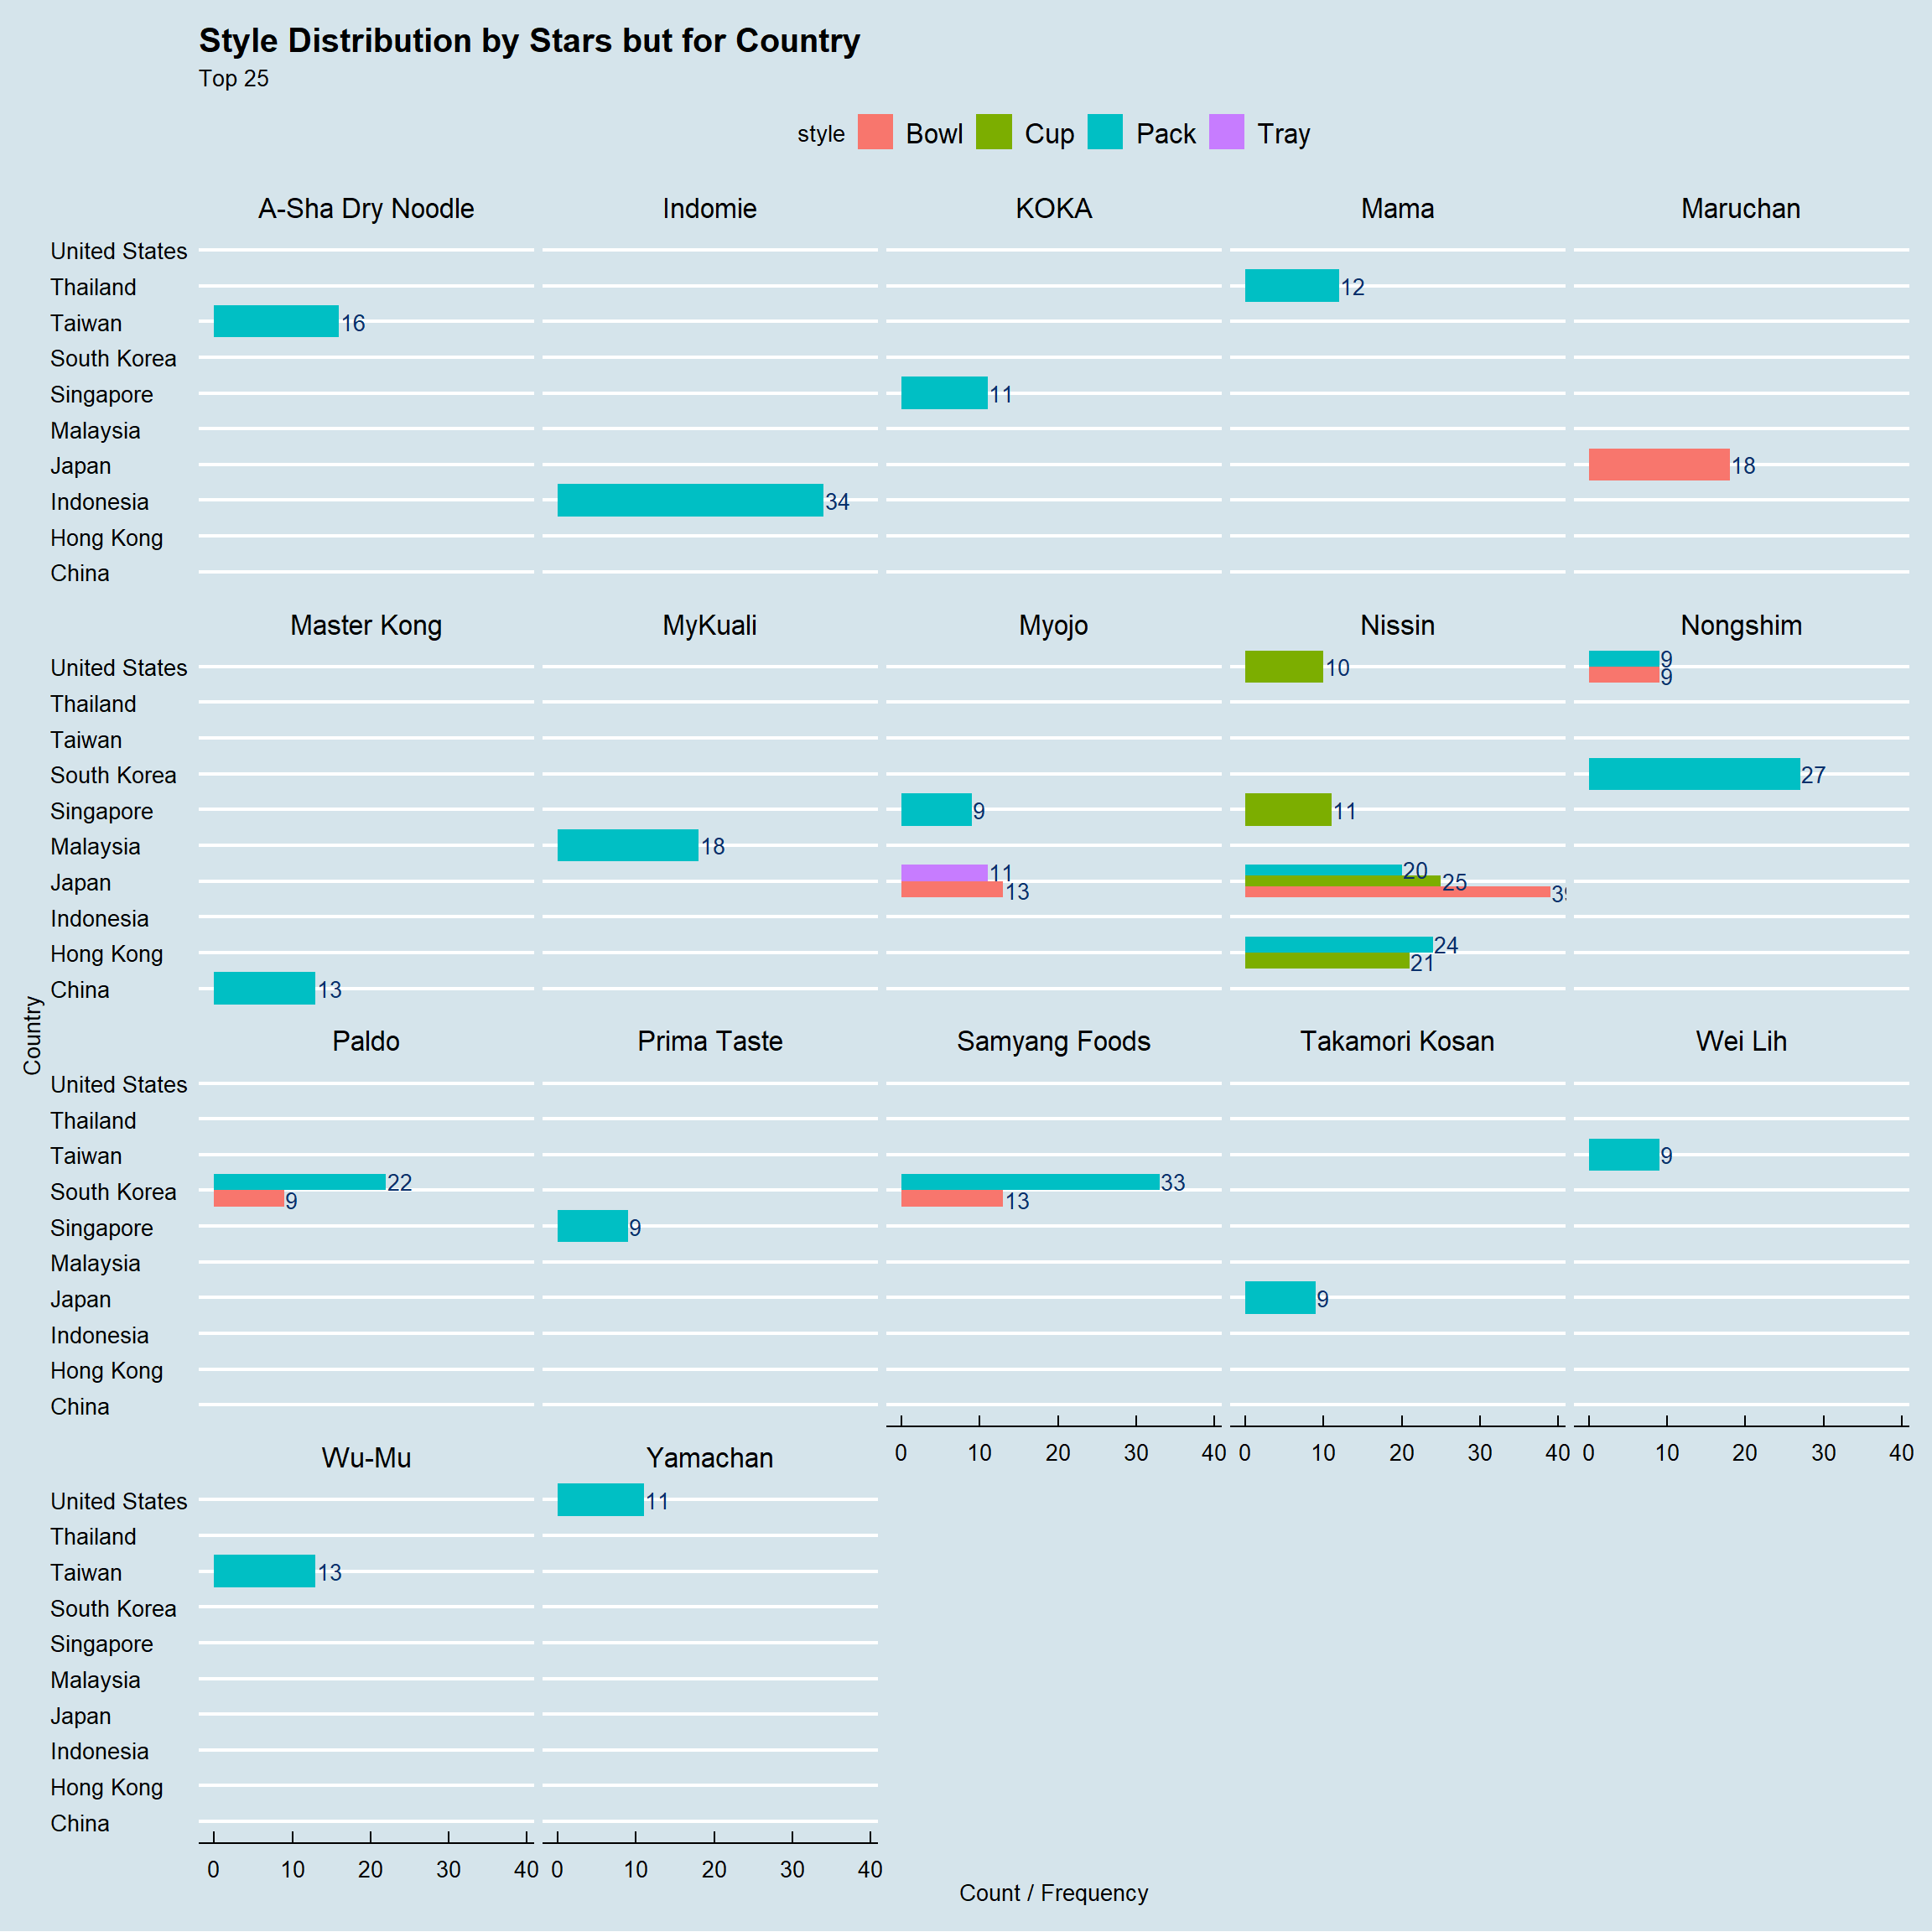 Style Distribution by Stars but for Country
Top 25
style Bowl Cup Pack Tray
A-Sha Dry Noodle Indomie KOKA Mama Maruchan
United States
Thailand 12
Taiwan 16
South Korea
Singapore 11
Malaysia
Japan 18
Indonesia 34
Hong Kong
China
Master Kong MyKuali Myojo Nissin Nongshim
United States 10 9 9
Thailand
Taiwan
South Korea 27
Singapore 9 11
Malaysia 18
Japan 11 13 20 25 39
Indonesia
Hong Kong 24 21
China 13
Country
Paldo Prima Taste Samyang Foods Takamori Kosan Wei Lih
United States
Thailand
Taiwan 9
South Korea 22 9 33 13
Singapore 9
Malaysia
Japan 9
Indonesia
Hong Kong
China
0 10 20 30 40 0 10 20 30 40 0 10 20 30 40
Wu-Mu Yamachan
United States 11
Thailand
Taiwan 13
South Korea
Singapore
Malaysia
Japan
Indonesia
Hong Kong
China
0 10 20 30 40 0 10 20 30 40
Count / Frequency